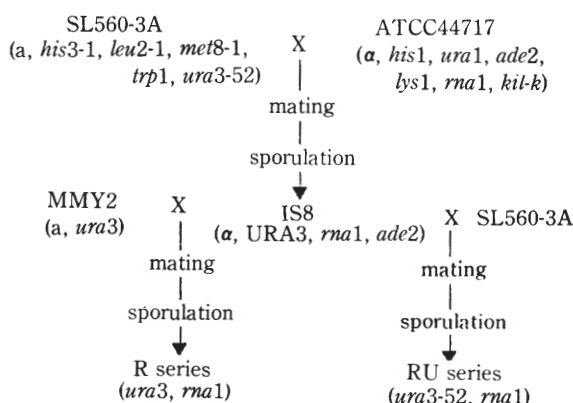 SL560-3A X ATCC44717
(a, his3-1, leu2-1, met8-1, (α, his1, ura1, ade2,
trp1, ura3-52) lys1, rna1, kil-k)
mating
sporulation
MMY2 X IS8 X SL560-3A
(a, ura3) (α, URA3, rna1, ade2)
mating mating
sporulation sporulation
R series RU series
(ura3, rna1) (ura3-52, rna1)